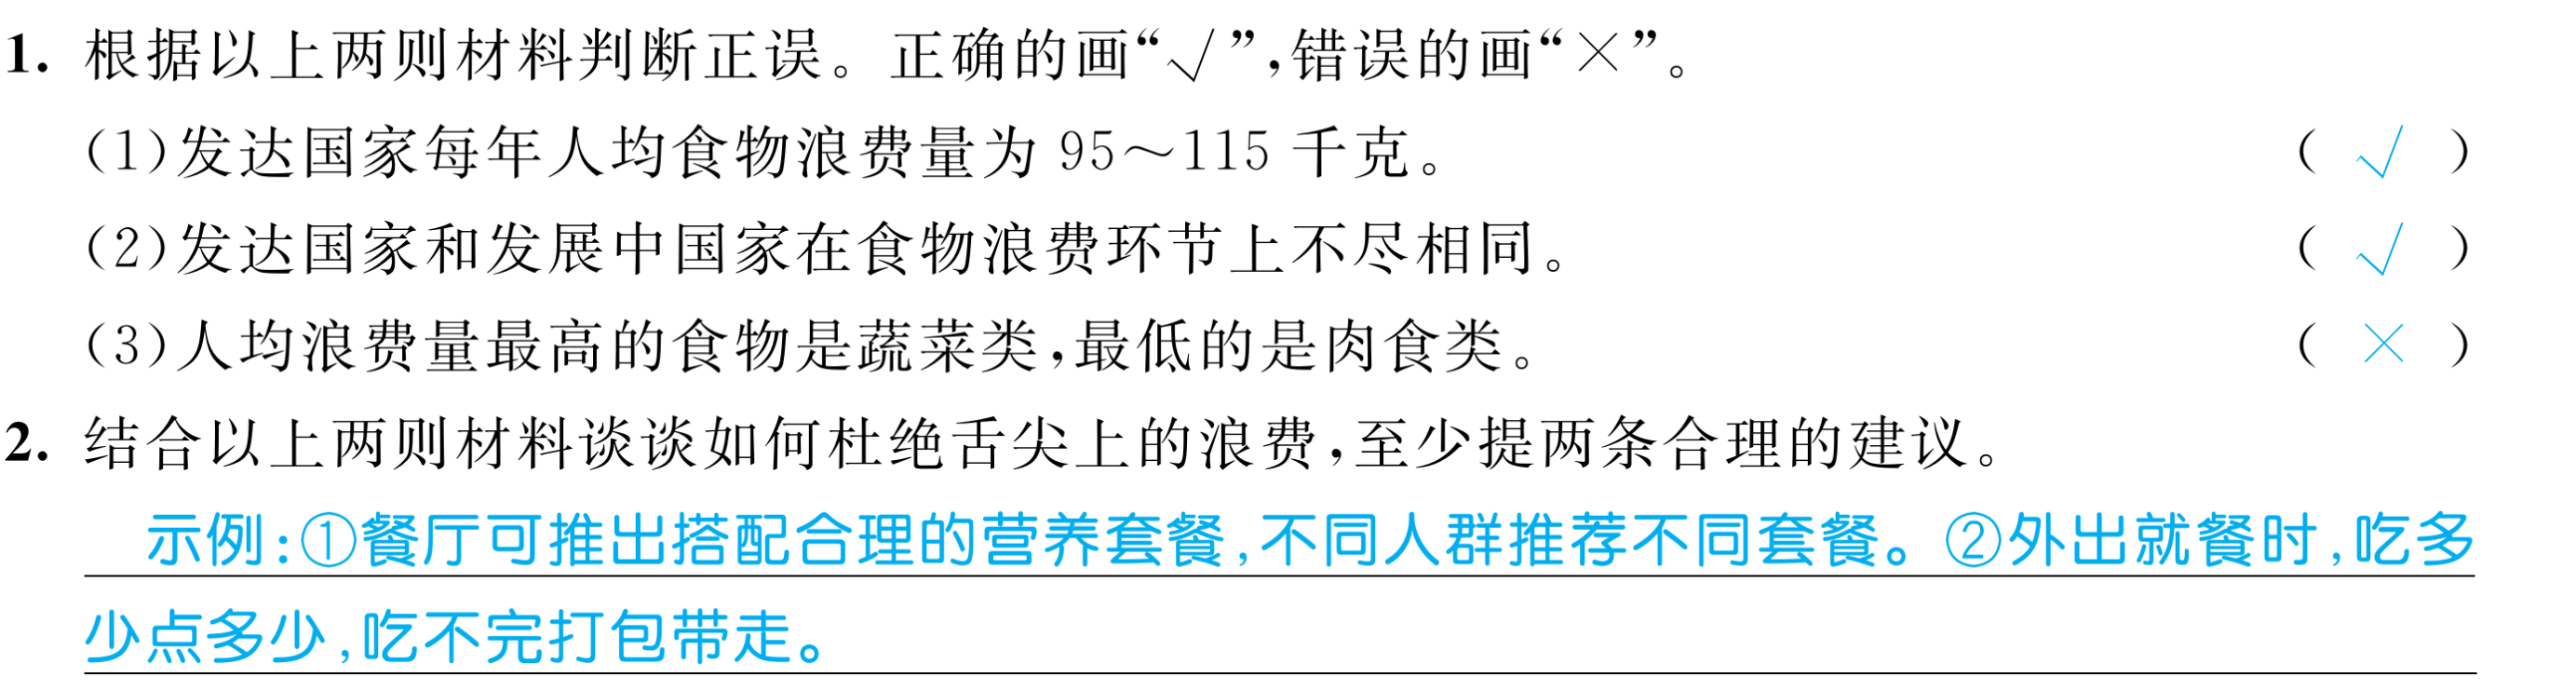 1. 根据以上两则材料判断正误。正确的画“√”,错误的画“×”。
(1)发达国家每年人均食物浪费量为 95～115 千克。 ( √ )
(2)发达国家和发展中国家在食物浪费环节上不尽相同。 ( √ )
(3)人均浪费量最高的食物是蔬菜类,最低的是肉食类。 ( × )
2. 结合以上两则材料谈谈如何杜绝舌尖上的浪费,至少提两条合理的建议。
示例:①餐厅可推出搭配合理的营养套餐,不同人群推荐不同套餐。②外出就餐时,吃多
少点多少,吃不完打包带走。